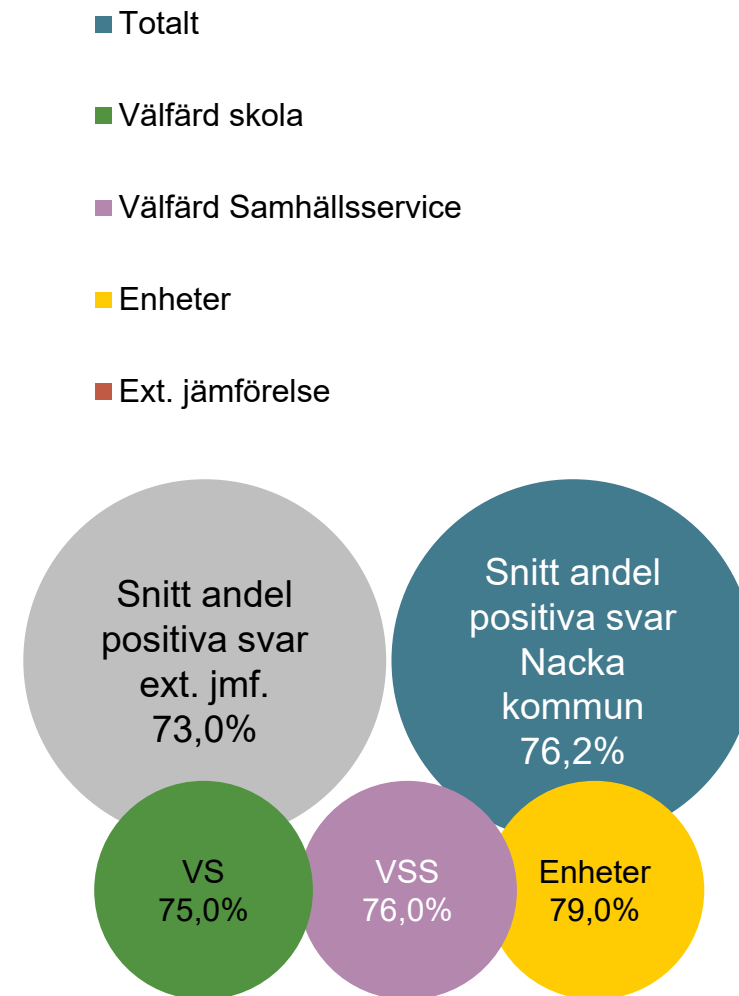 Totalt
Välfärd skola
Välfärd Samhällsservice
Enheter
Ext. jämförelse
Snitt andel
positiva svar
ext. jmf.
73,0%
Snitt andel
positiva svar
Nacka
kommun
76,2%
VS
75,0%
VSS
76,0%
Enheter
79,0%